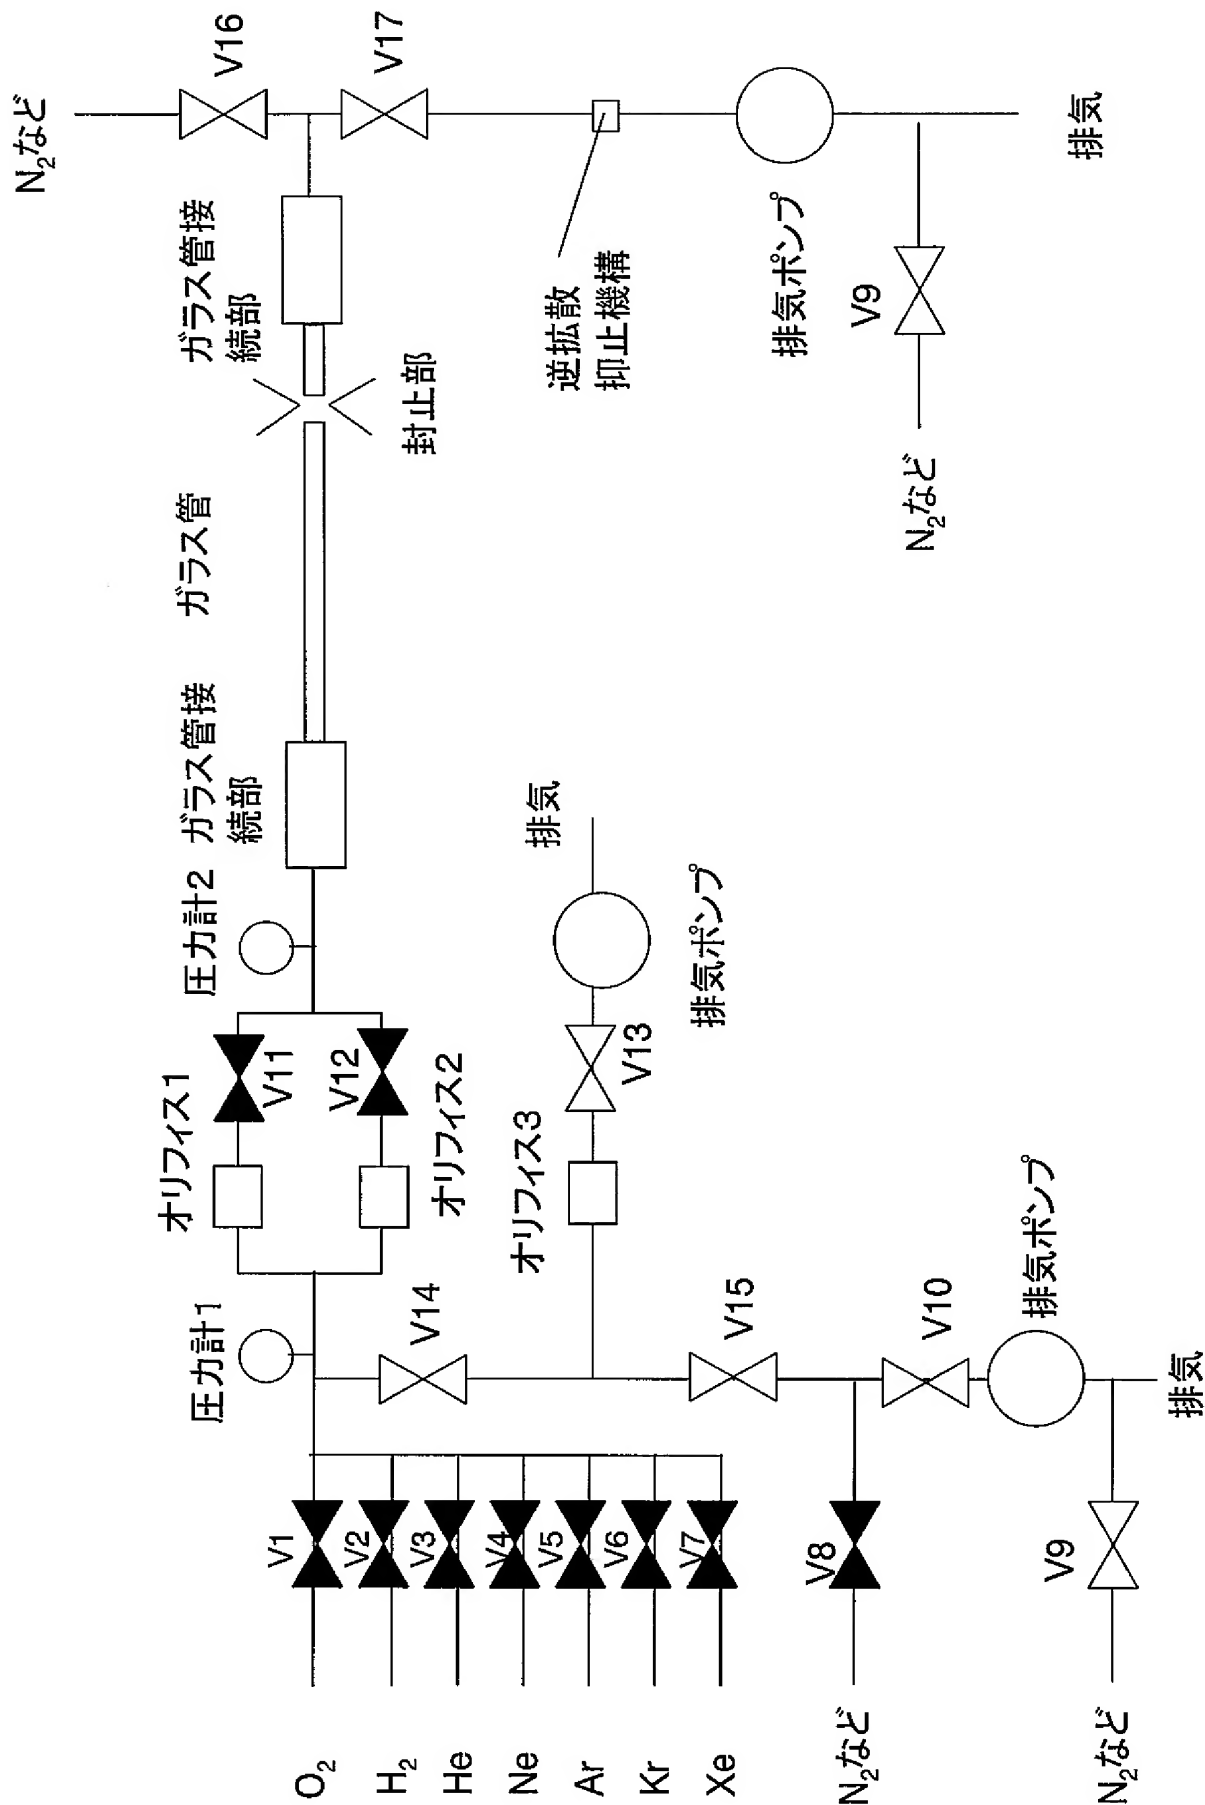 N₂など
V16
V17
ガラス管接
続部
封止部
逆拡散
抑止機構
排気ポンプ
排気
V9
N₂など
ガラス管
ガラス管接
続部
圧力計2
オリフィス1
V11
V12
オリフィス2
圧力計1
V14
オリフィス3
V13
排気ポンプ
排気
V15
V10
排気ポンプ
排気
V1
V2
V3
V4
V5
V6
V7
V8
V9
O₂
H₂
He
Ne
Ar
Kr
Xe
N₂など
N₂など